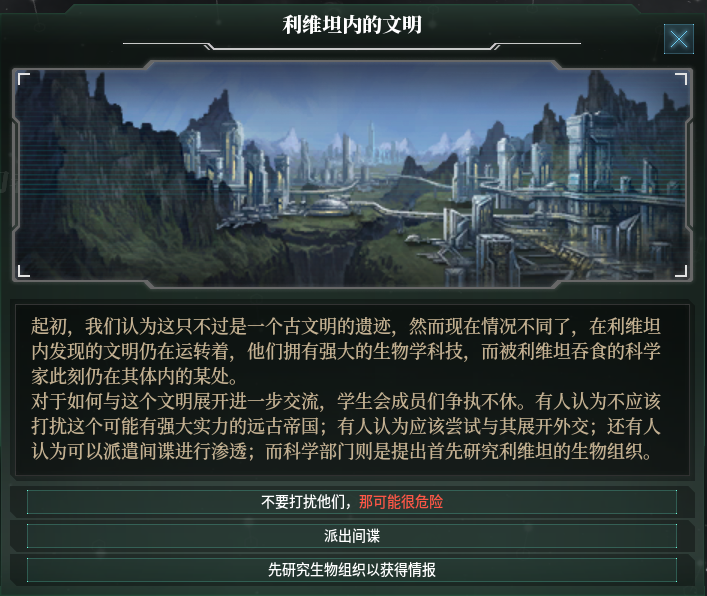 利维坦内的文明
起初，我们认为这只不过是一个古文明的遗迹，然而现在情况不同了，在利维坦
内发现的文明仍在运转着，他们拥有强大的生物学科技，而被利维坦吞食的科学
家此刻仍在其体内的某处。
对于如何与这个文明展开进一步交流，学生会成员们争执不休。有人认为不应该
打扰这个可能有强大实力的远古帝国；有人认为应该尝试与其展开外交；还有人
认为可以派遣间谍进行渗透；而科学部门则是提出首先研究利维坦的生物组织。
不要打扰他们，那可能很危险
派出间谍
先研究生物组织以获得情报